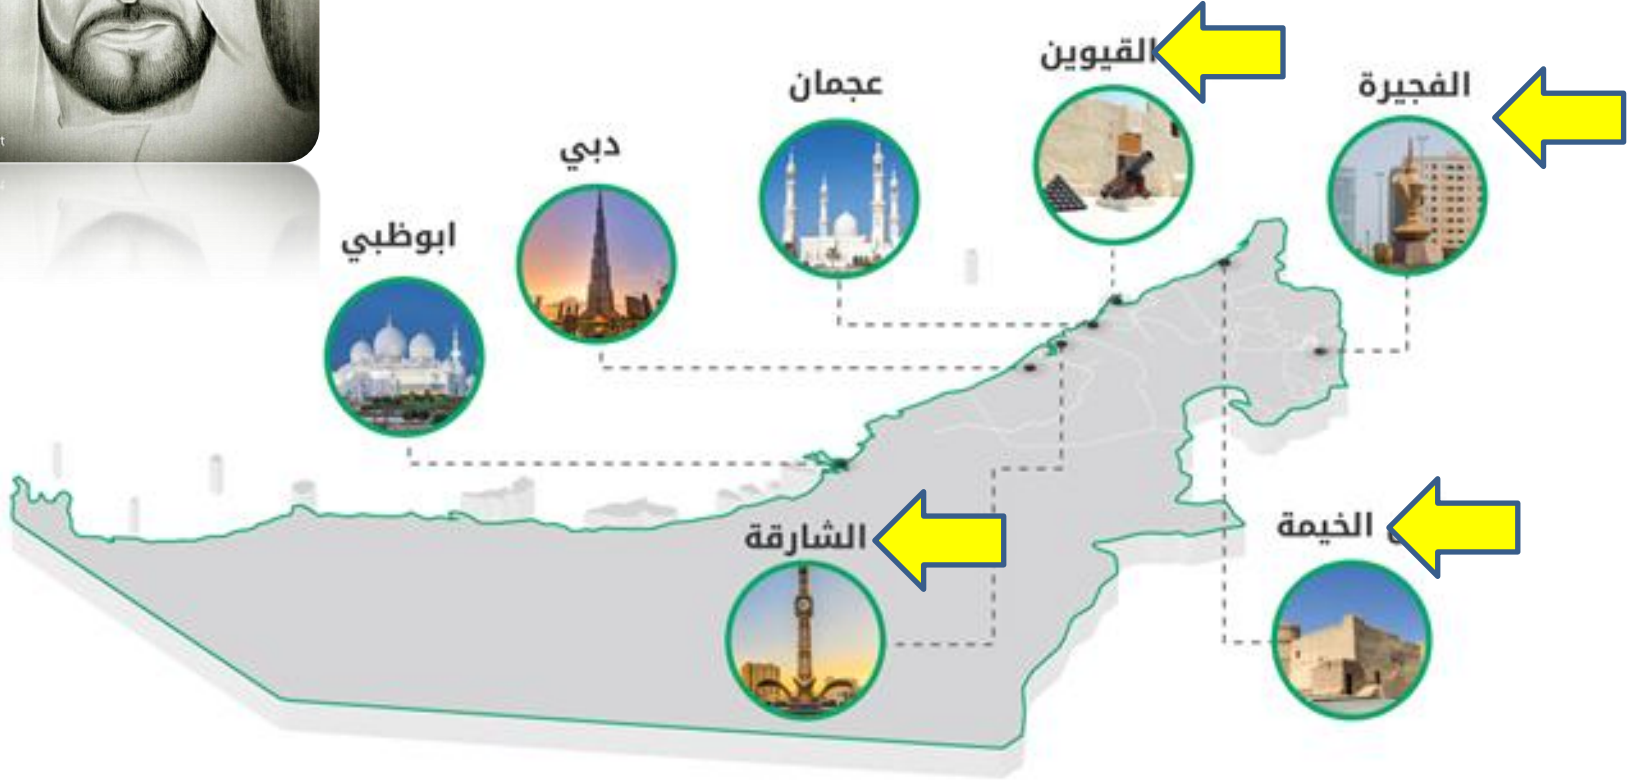 القيوين
الفجيرة
عجمان
دبي
ابوظبي
الخيمة
الشارقة